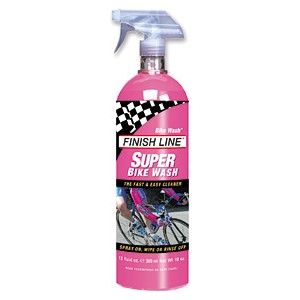 Bike Wash
FINISH LINE
SUPER
BIKE WASH
THE FAST & EASY CLEANER
SPRAY ON, WIPE OR RINSE OFF